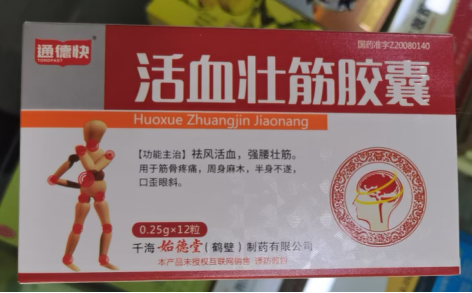 通德快
TONGFAST
国药准字Z20080140
活血壮筋胶囊
Huoxue Zhuangjin Jiaonang
【功能主治】祛风活血，强腰壮筋。
用于筋骨疼痛，周身麻木，半身不遂，
口歪眼斜。
0.25g×12粒
千海 始德堂（鹤壁）制药有限公司
本产品未授权互联网销售 谨防假冒